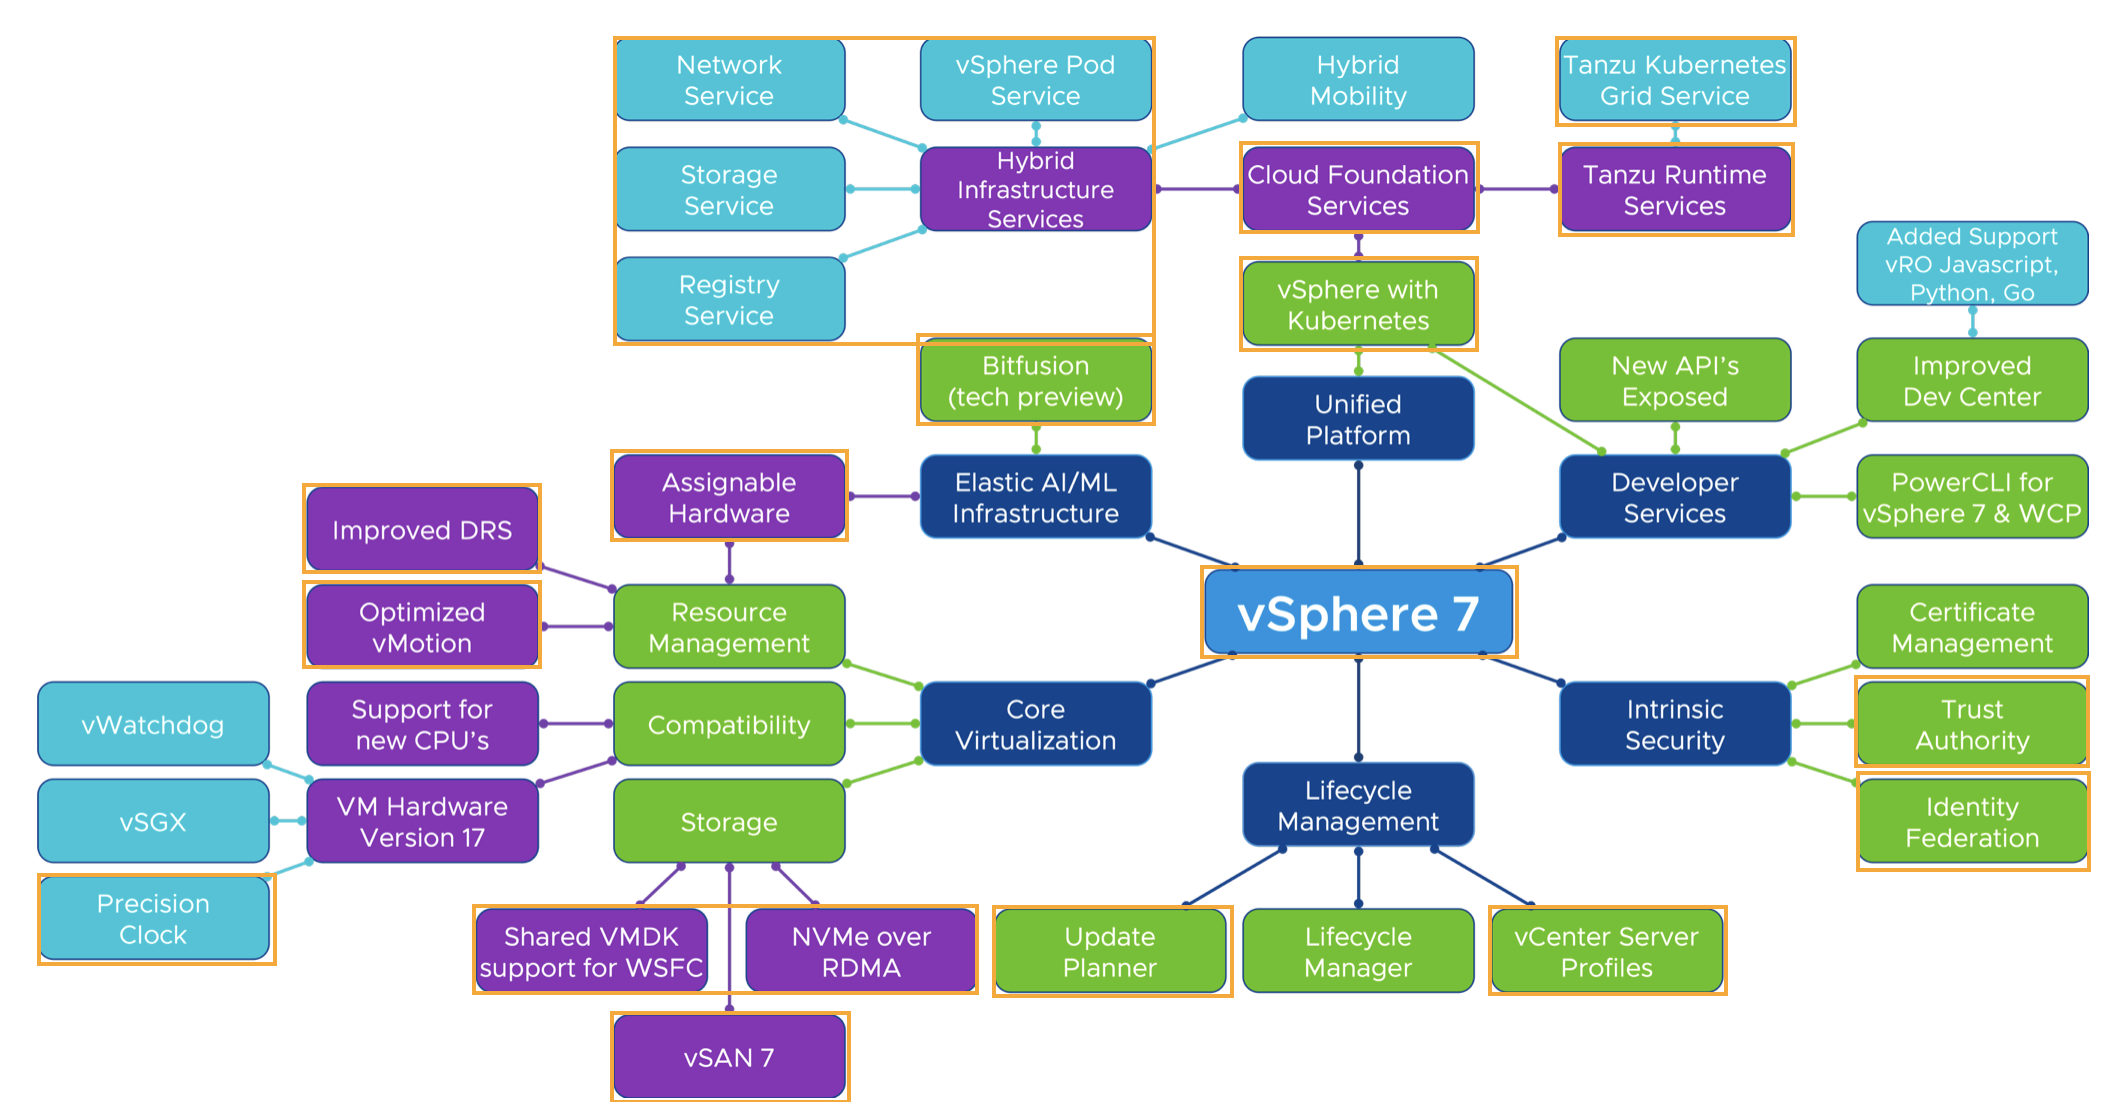 Network
Service
vSphere Pod
Service
Hybrid
Mobility
Tanzu Kubernetes
Grid Service
Storage
Service
Hybrid
Infrastructure
Services
Cloud Foundation
Services
Tanzu Runtime
Services
Added Support
vRO Javascript,
Python, Go
Registry
Service
vSphere with
Kubernetes
Bitfusion
(tech preview)
Unified
Platform
New API's
Exposed
Improved
Dev Center
Assignable
Hardware
Elastic AI/ML
Infrastructure
Developer
Services
PowerCLI for
vSphere 7 & WCP
Improved DRS
Optimized
vMotion
Resource
Management
vSphere 7
Certificate
Management
vWatchdog
Support for
new CPU's
Compatibility
Core
Virtualization
Intrinsic
Security
Trust
Authority
vSGX
VM Hardware
Version 17
Storage
Lifecycle
Management
Identity
Federation
Precision
Clock
Shared VMDK
support for WSFC
NVMe over
RDMA
Update
Planner
Lifecycle
Manager
vCenter Server
Profiles
vSAN 7